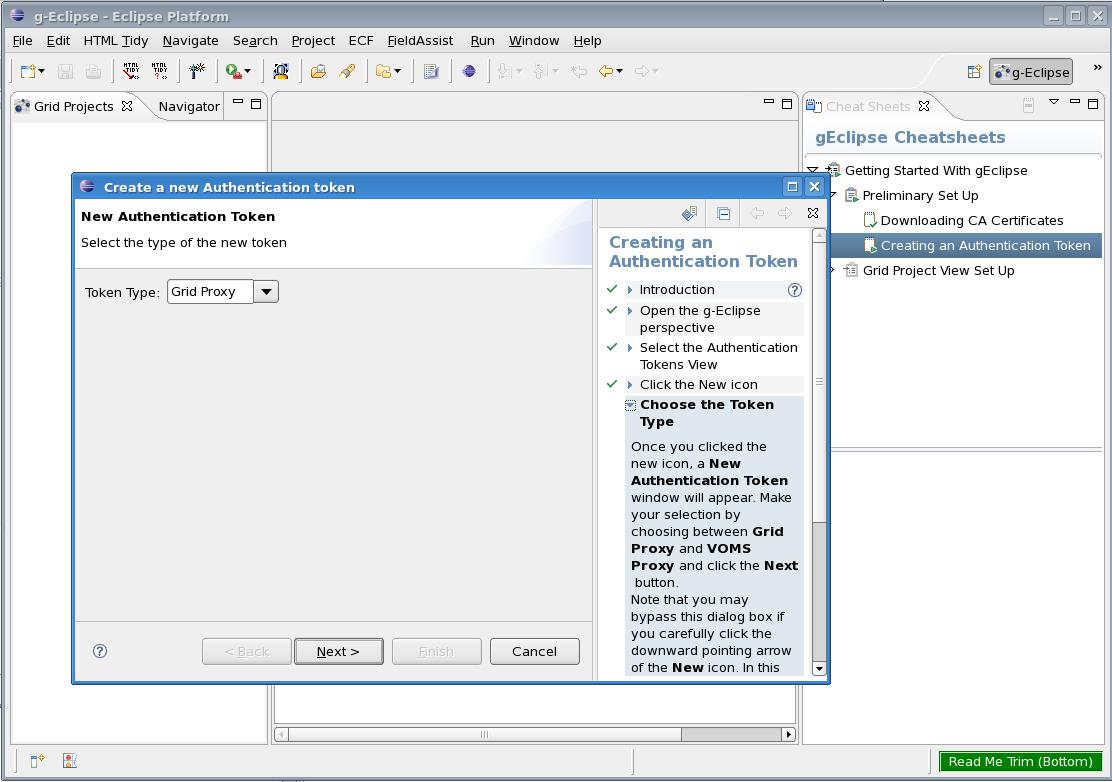 g-Eclipse - Eclipse Platform
File Edit HTML Tidy Navigate Search Project ECF FieldAssist Run Window Help
HTML TIDY HTML TIDY? g-Eclipse »
Grid Projects Navigator
Cheat Sheets
gEclipse Cheatsheets
Getting Started With gEclipse
Preliminary Set Up
Downloading CA Certificates
Creating an Authentication Token
Grid Project View Set Up
Create a new Authentication token
New Authentication Token
Select the type of the new token
Token Type: Grid Proxy
? < Back Next > Finish Cancel
Creating an
Authentication Token
Introduction ?
Open the g-Eclipse
perspective
Select the Authentication
Tokens View
Click the New icon
Choose the Token
Type
Once you clicked the
new icon, a New
Authentication Token
window will appear. Make
your selection by
choosing between Grid
Proxy and VOMS
Proxy and click the Next
button.
Note that you may
bypass this dialog box if
you carefully click the
downward pointing arrow
of the New icon. In this
Read Me Trim (Bottom)